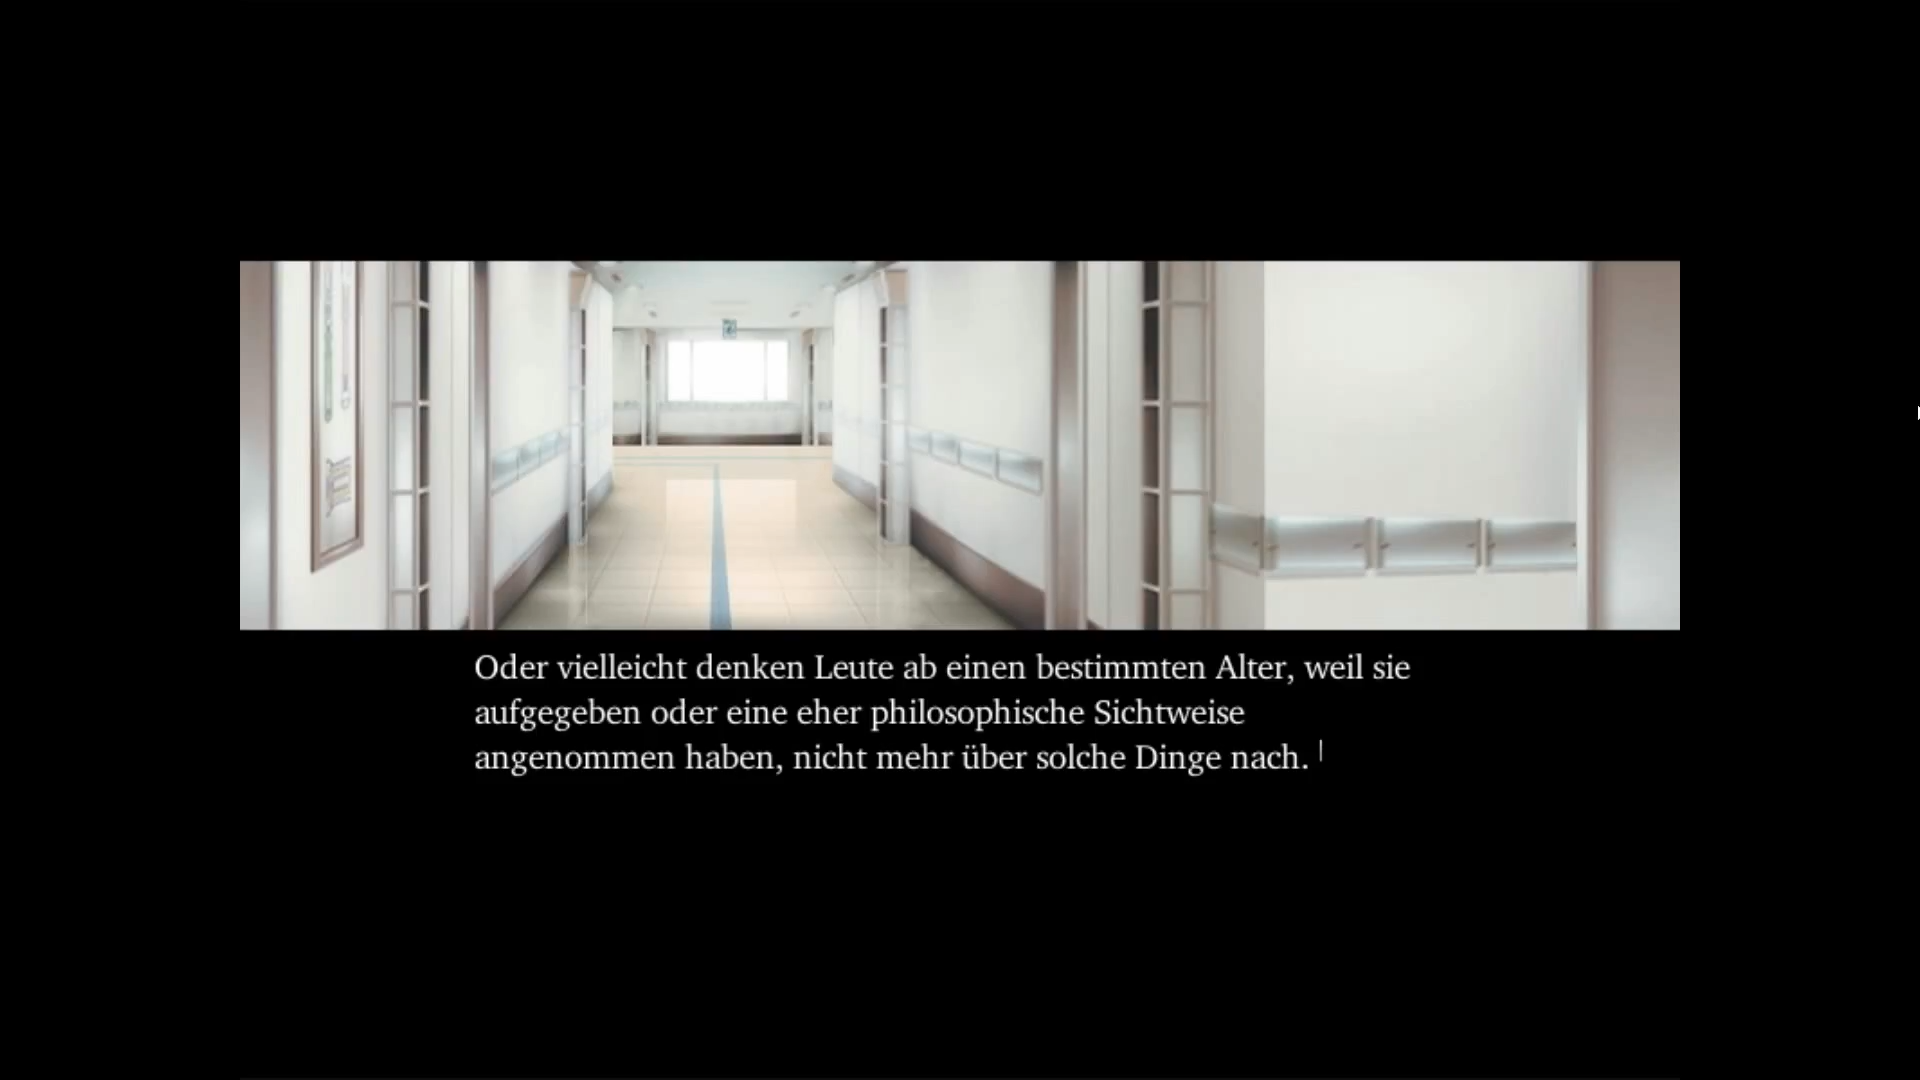 Oder vielleicht denken Leute ab einen bestimmten Alter, weil sie
aufgegeben oder eine eher philosophische Sichtweise
angenommen haben, nicht mehr über solche Dinge nach.